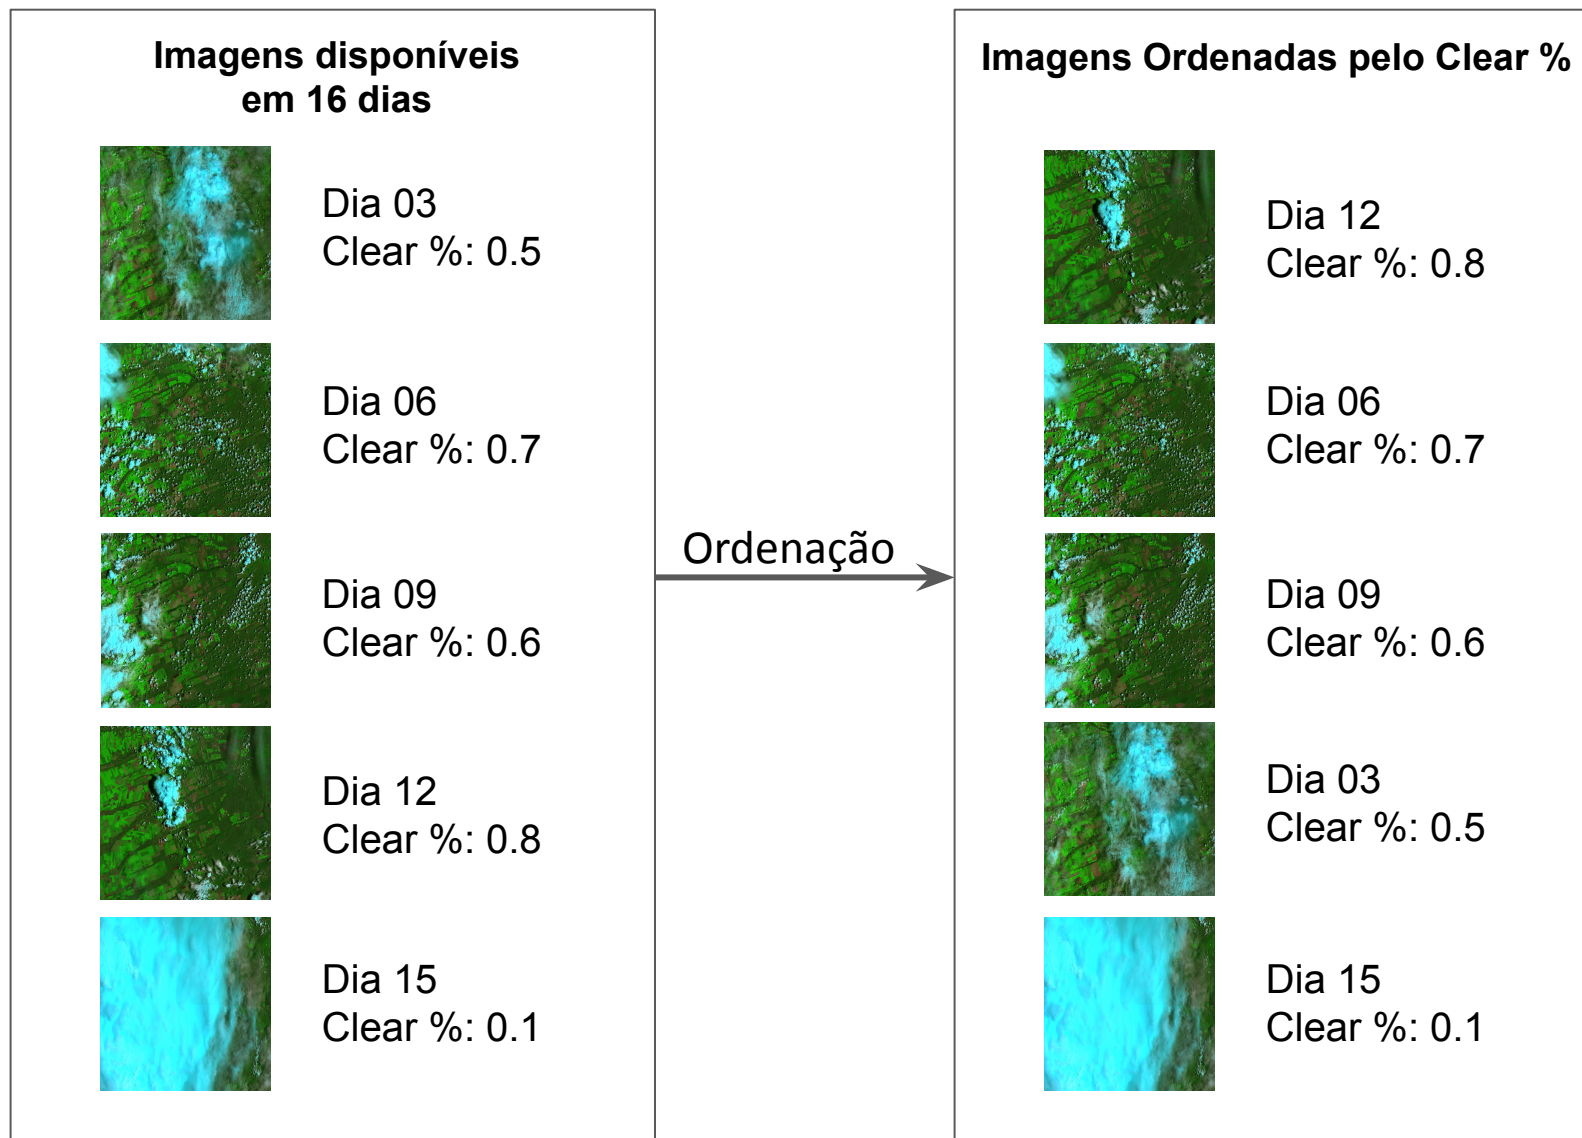 Imagens disponíveis
em 16 dias
Dia 03
Clear %: 0.5
Dia 06
Clear %: 0.7
Dia 09
Clear %: 0.6
Dia 12
Clear %: 0.8
Dia 15
Clear %: 0.1
Ordenação
Imagens Ordenadas pelo Clear %
Dia 12
Clear %: 0.8
Dia 06
Clear %: 0.7
Dia 09
Clear %: 0.6
Dia 03
Clear %: 0.5
Dia 15
Clear %: 0.1